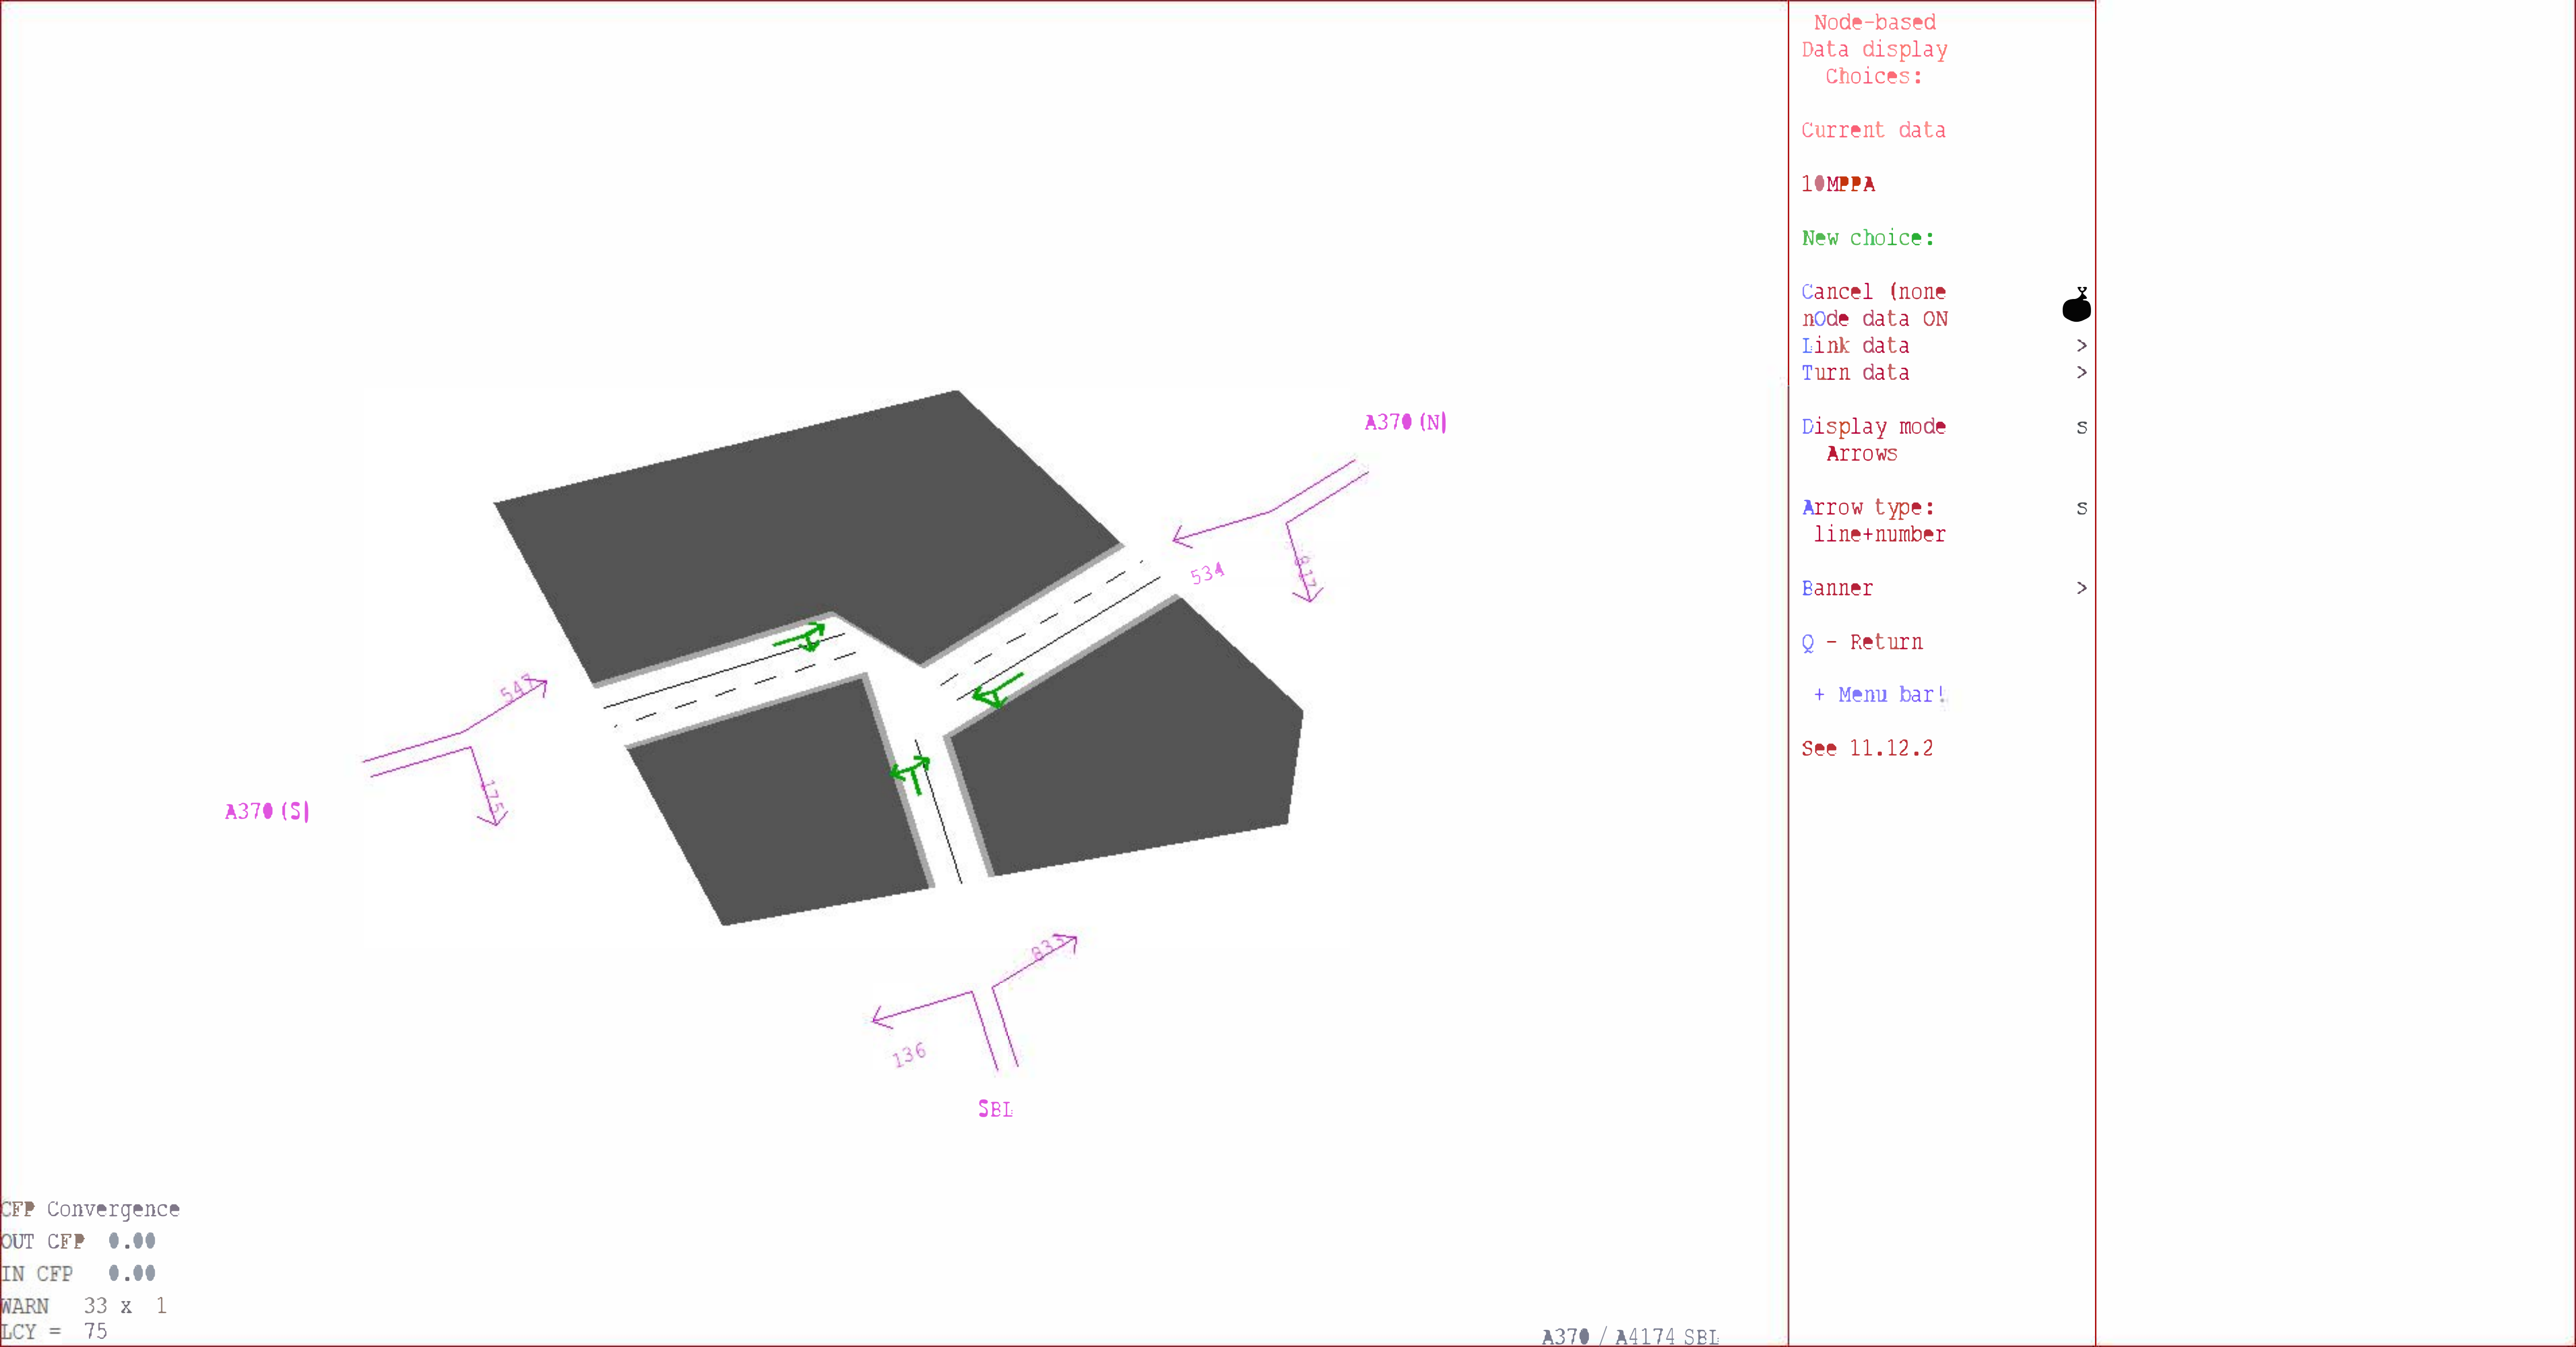 Node-based
Data display
Choices:
Current data
10MPPA
New choice:
Cancel (none x
nOde data ON
Link data >
Turn data >
Display mode s
Arrows
Arrow type: s
line+number
Banner >
Q - Return
+ Menu bar!
See 11.12.2
A370 (N)
534
817
547
175
A370 (S)
833
136
SBL
CFP Convergence
OUT CFP 0.00
IN CFP 0.00
WARN 33 x 1
LCY = 75
A370 / A4174 SBL